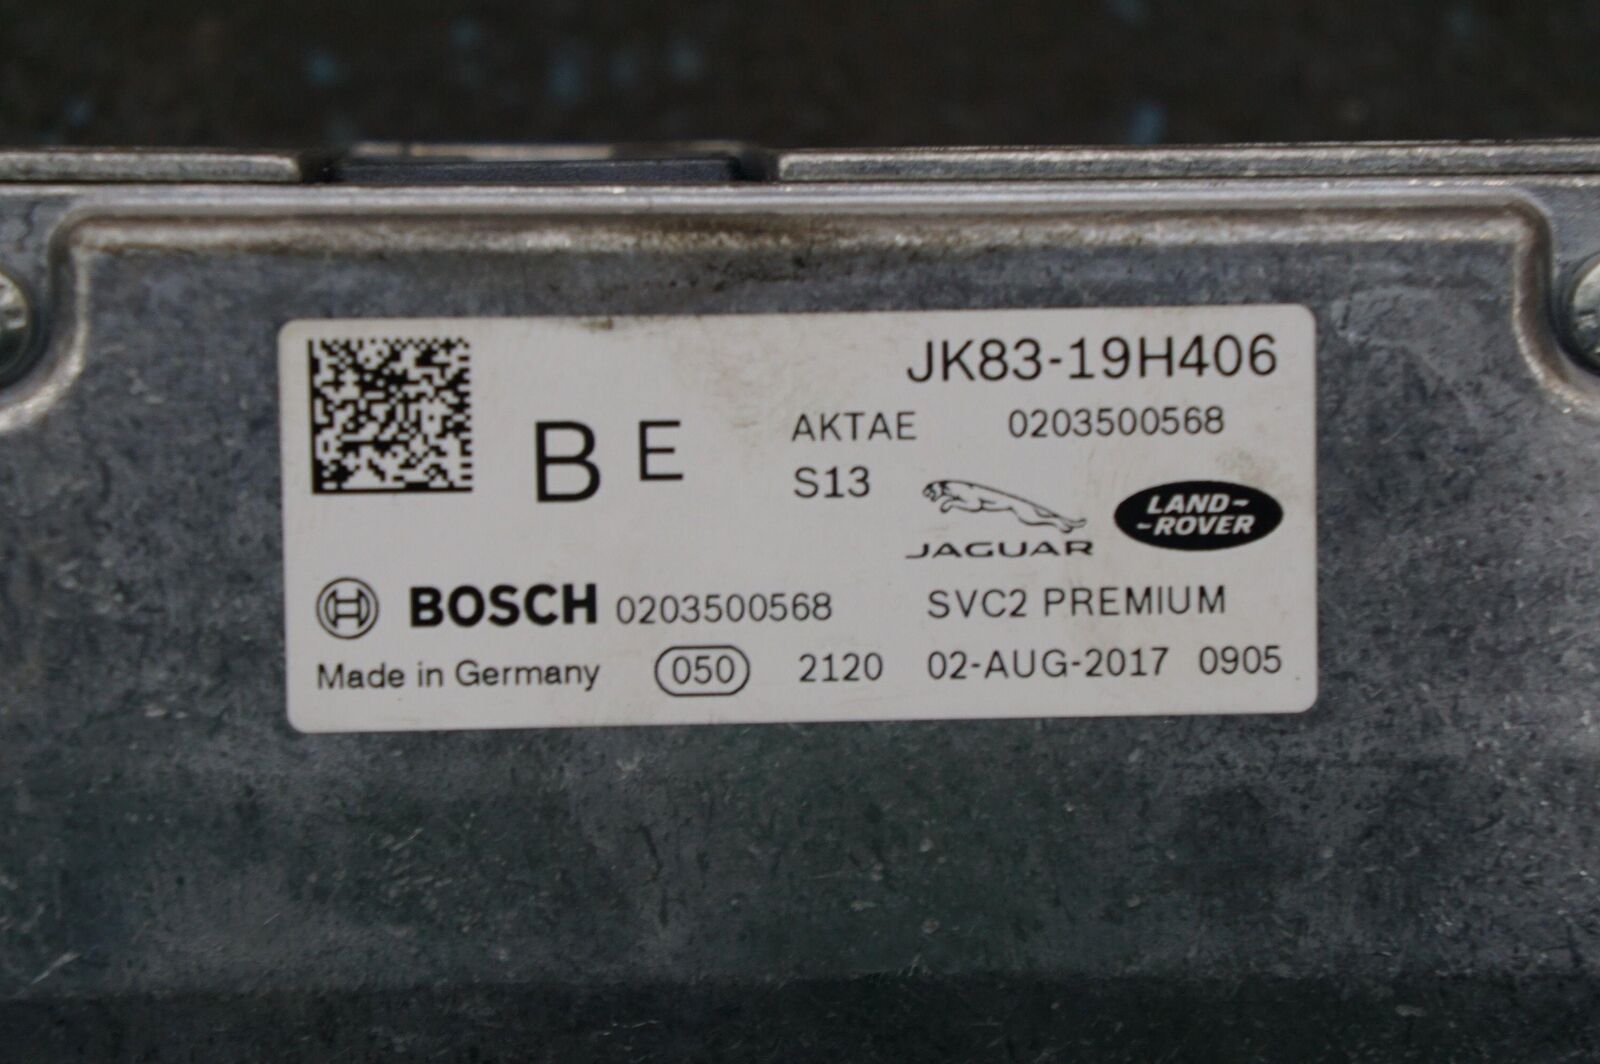 JK83-19H406
B E AKTAE 0203500568
S13
JAGUAR LAND-
-ROVER
BOSCH 0203500568 SVC2 PREMIUM
Made in Germany 050 2120 02-AUG-2017 0905